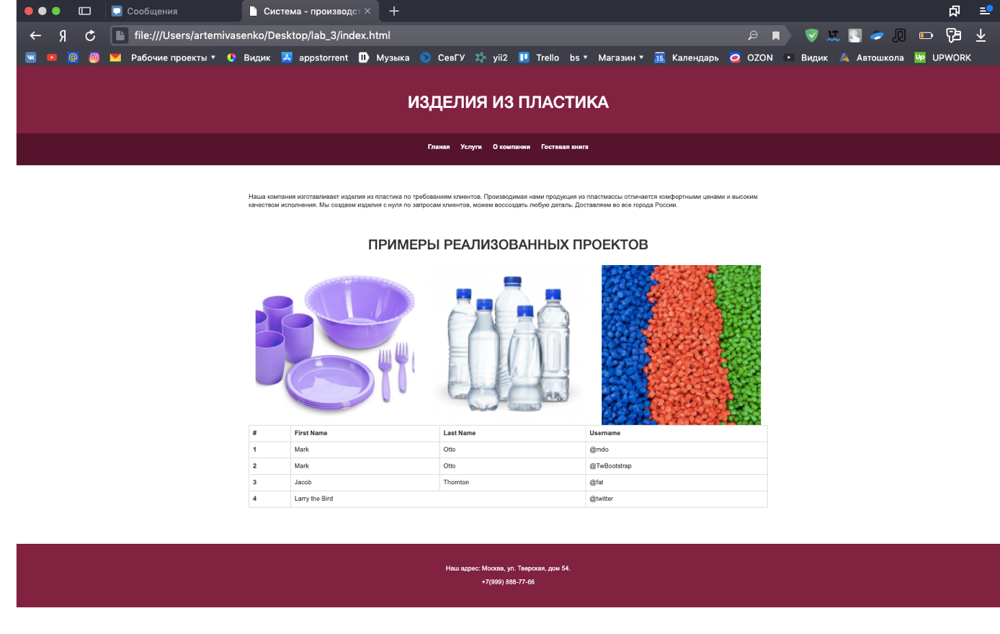 Сообщения
Система - производст
file:///Users/artemivasenko/Desktop/lab_3/index.html
Рабочие проекты
Видик
appstorrent
Музыка
СевГУ
yii2
Trello
bs
Магазин
15
Календарь
OZON
Видик
Автошкола
Up
UPWORK
ИЗДЕЛИЯ ИЗ ПЛАСТИКА
Гланая Услуги О компании Гостевая книга
Наша компания изготавливает изделия из пластика по требованиям клиентов. Производимая нами продукция из пластмассы отличается комфортными ценами и высоким
качеством исполнения. Мы создаем изделия с нуля по запросам клиентов, можем воссоздать любую деталь. Доставляем во все города России.
ПРИМЕРЫ РЕАЛИЗОВАННЫХ ПРОЕКТОВ
# First Name Last Name Username
1 Mark Otto @mdo
2 Mark Otto @TwBootstrap
3 Jacob Thornton @fat
4 Larry the Bird @twitter
Наш адрес: Москва, ул. Тверская, дом 54.
+7(999) 888-77-66